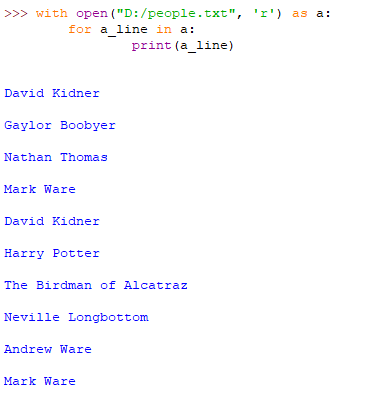 >>> with open("D:/people.txt", 'r') as a:
        for a_line in a:
                print(a_line)
David Kidner
Gaylor Boobyer
Nathan Thomas
Mark Ware
David Kidner
Harry Potter
The Birdman of Alcatraz
Neville Longbottom
Andrew Ware
Mark Ware